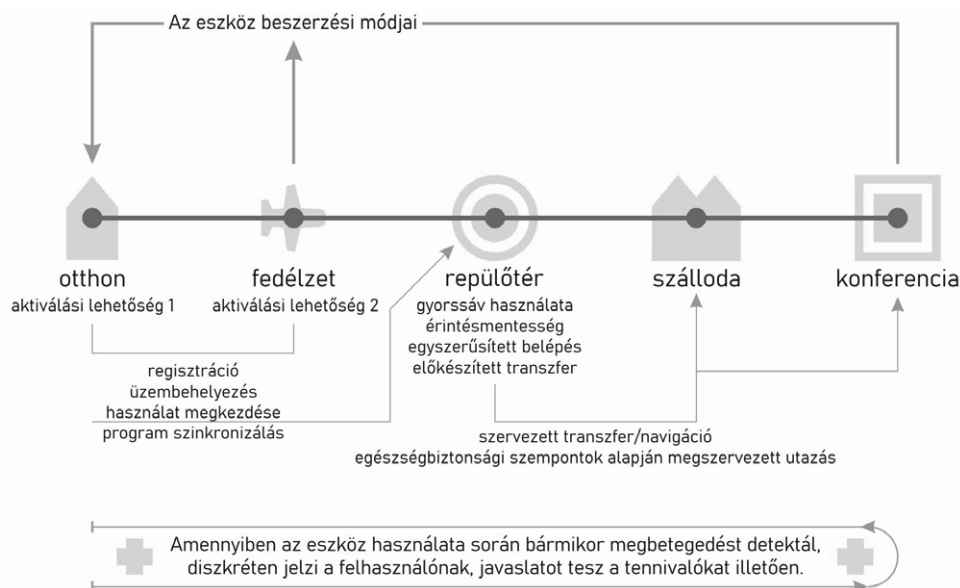 Az eszköz beszerzési módjai
otthon
aktiválási lehetőség 1
fedélzet
aktiválási lehetőség 2
repülőtér
gyorssáv használata
érintésmentesség
egyszerűsített belépés
előkészített transzfer
szálloda
konferencia
regisztráció
üzembehelyezés
használat megkezdése
program szinkronizálás
szervezett transzfer/navigáció
egészségbiztonsági szempontok alapján megszervezett utazás
Amennyiben az eszköz használata során bármikor megbetegedést detektál,
diszkréten jelzi a felhasználónak, javaslatot tesz a tennivalókat illetően.